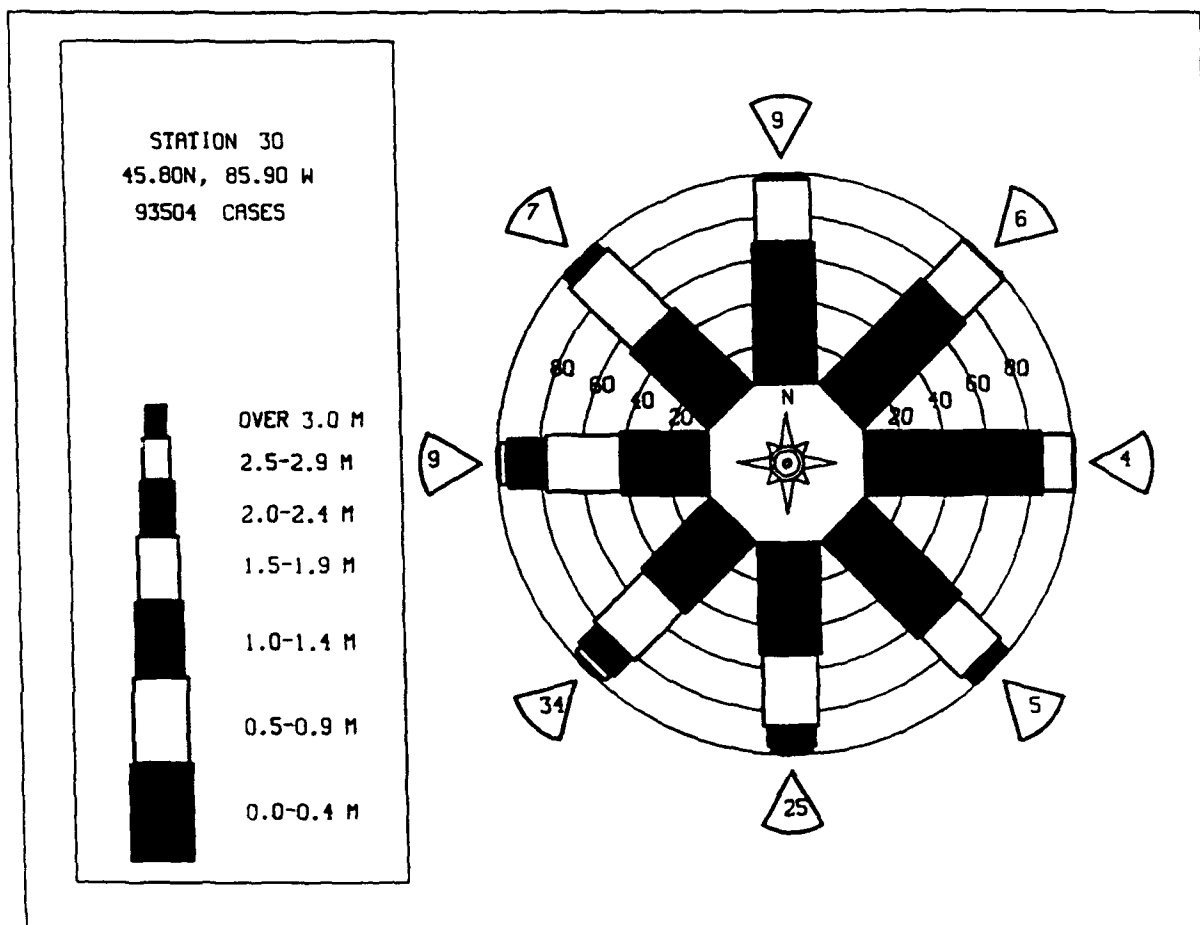 STATION 30
45.80N, 85.90 W
93504 CASES
OVER 3.0 M
2.5-2.9 M
2.0-2.4 M
1.5-1.9 M
1.0-1.4 M
0.5-0.9 M
0.0-0.4 M
9
7
6
80
60
40
20
N
20
40
60
80
9
4
34
5
25